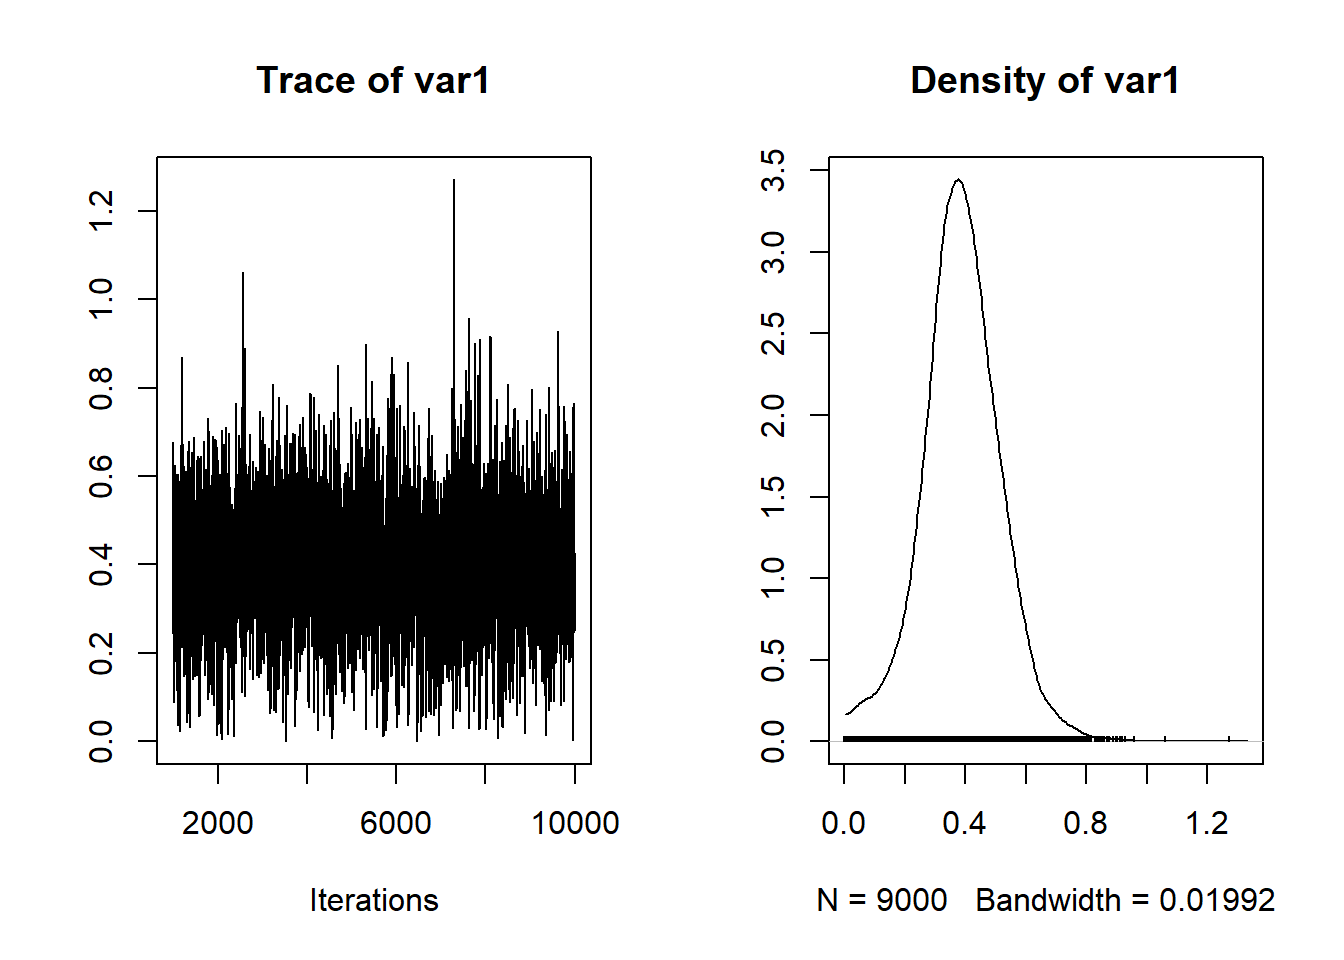 Trace of var1
0.0 0.2 0.4 0.6 0.8 1.0 1.2
2000 6000 10000
Iterations
Density of var1
0.0 0.5 1.0 1.5 2.0 2.5 3.0 3.5
0.0 0.4 0.8 1.2
N = 9000 Bandwidth = 0.01992